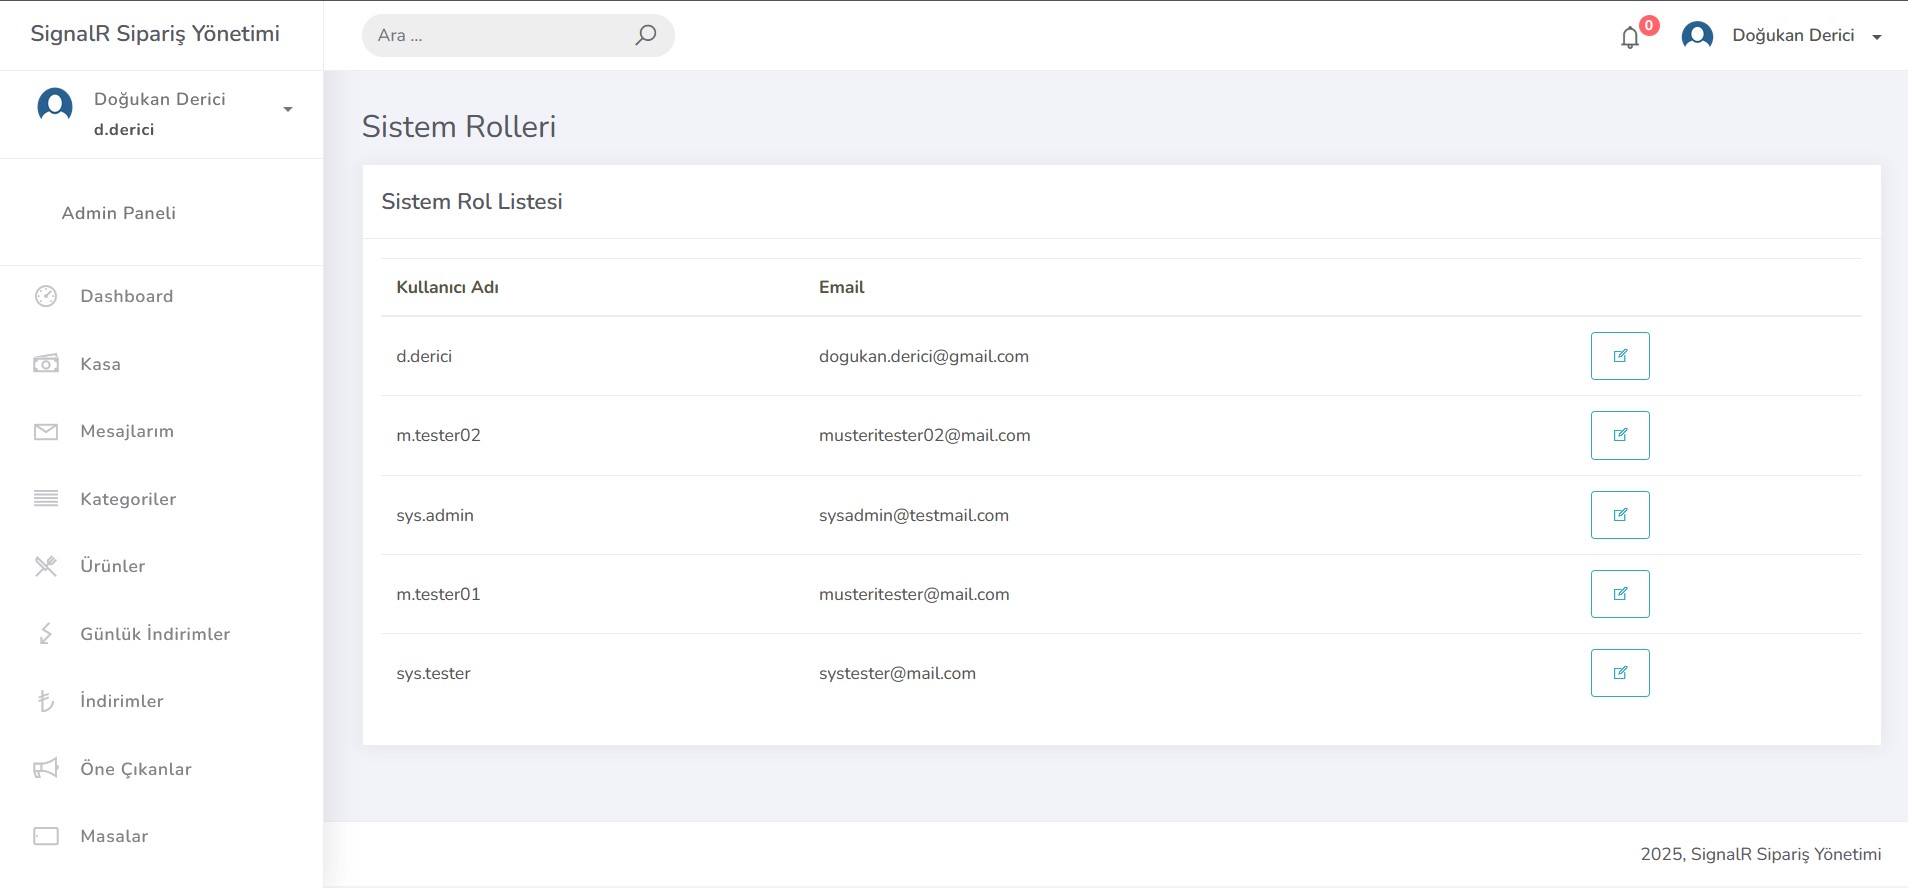 SignalR Sipariş Yönetimi
Ara ...
0
Doğukan Derici
Doğukan Derici
d.derici
Admin Paneli
Dashboard
Kasa
Mesajlarım
Kategoriler
Ürünler
Günlük İndirimler
İndirimler
Öne Çıkanlar
Masalar
Sistem Rolleri
Sistem Rol Listesi
Kullanıcı Adı Email
d.derici dogukan.derici@gmail.com
m.tester02 musteritester02@mail.com
sys.admin sysadmin@testmail.com
m.tester01 musteritester@mail.com
sys.tester systester@mail.com
2025, SignalR Sipariş Yönetimi